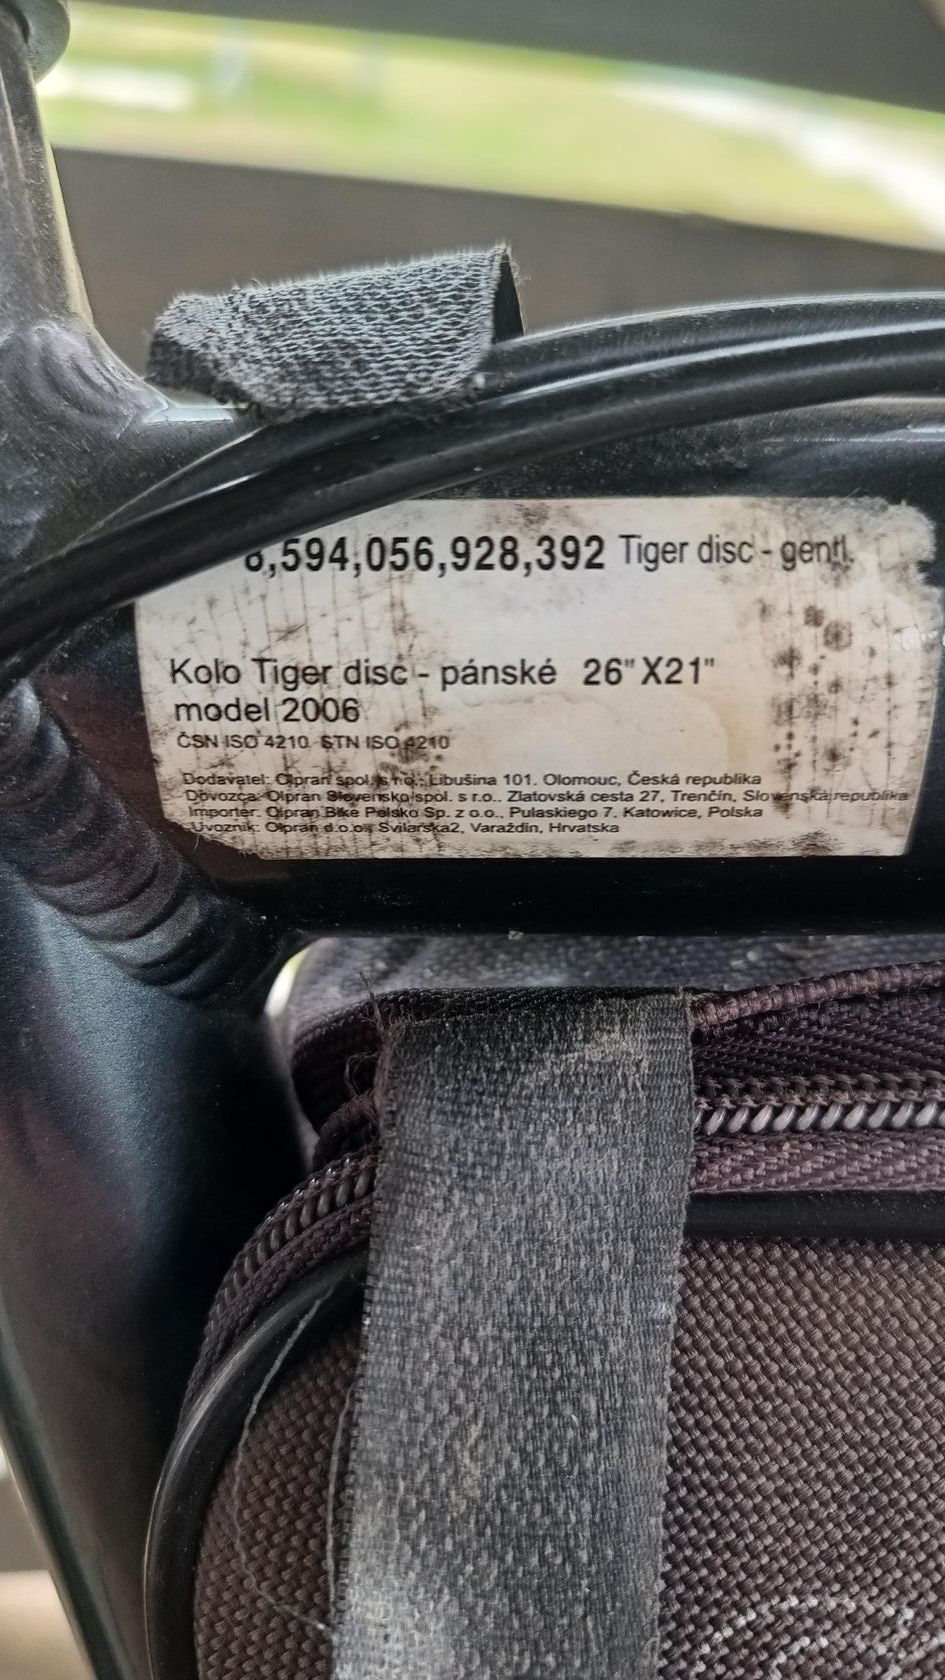 8,594,056,928,392 Tiger disc - gentl.
Kolo Tiger disc - pánské 26" X21"
model 2006
ČSN ISO 4210 STN ISO 4210
Dodavatel: Olpran spol. s r.o., Libušina 101. Olomouc, Česká republika
Dovozca: Olpran Slovensko spol. s r.o.. Zlatovská cesta 27, Trenčín, Slovenská republika
Importer: Olpran Bike Polsko Sp. z o.o., Pulaskiego 7. Katowice, Polska
Uvoznik: Olpran d.o.o., Svilarska2, Varaždin, Hrvatska